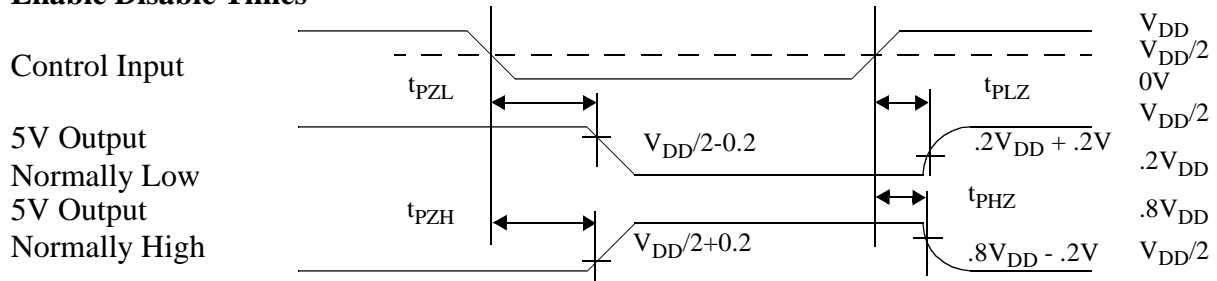 Enable Disable Times
V_DD
V_DD/2
Control Input
0V
t_PZL
t_PLZ
V_DD/2
5V Output
V_DD/2-0.2
.2V_DD + .2V
.2V_DD
Normally Low
5V Output
t_PZH
t_PHZ
.8V_DD
Normally High
V_DD/2+0.2
.8V_DD - .2V
V_DD/2